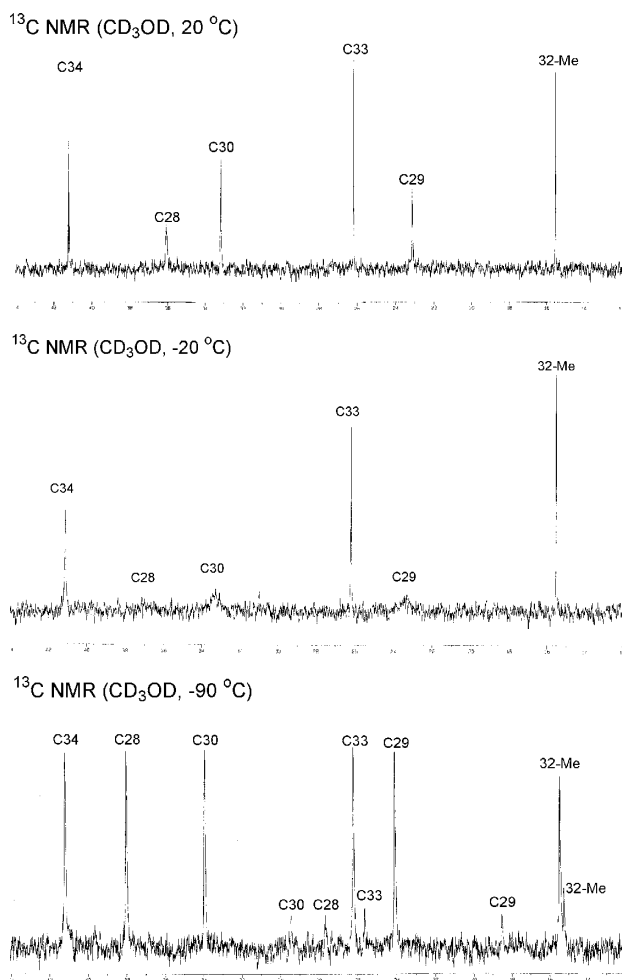 ¹³C NMR (CD₃OD, 20 °C)
C34
C28
C30
C33
C29
32-Me
¹³C NMR (CD₃OD, -20 °C)
C34
C28
C30
C33
C29
32-Me
¹³C NMR (CD₃OD, -90 °C)
C34
C28
C30
C30
C28
C33
C33
C29
C29
32-Me
32-Me